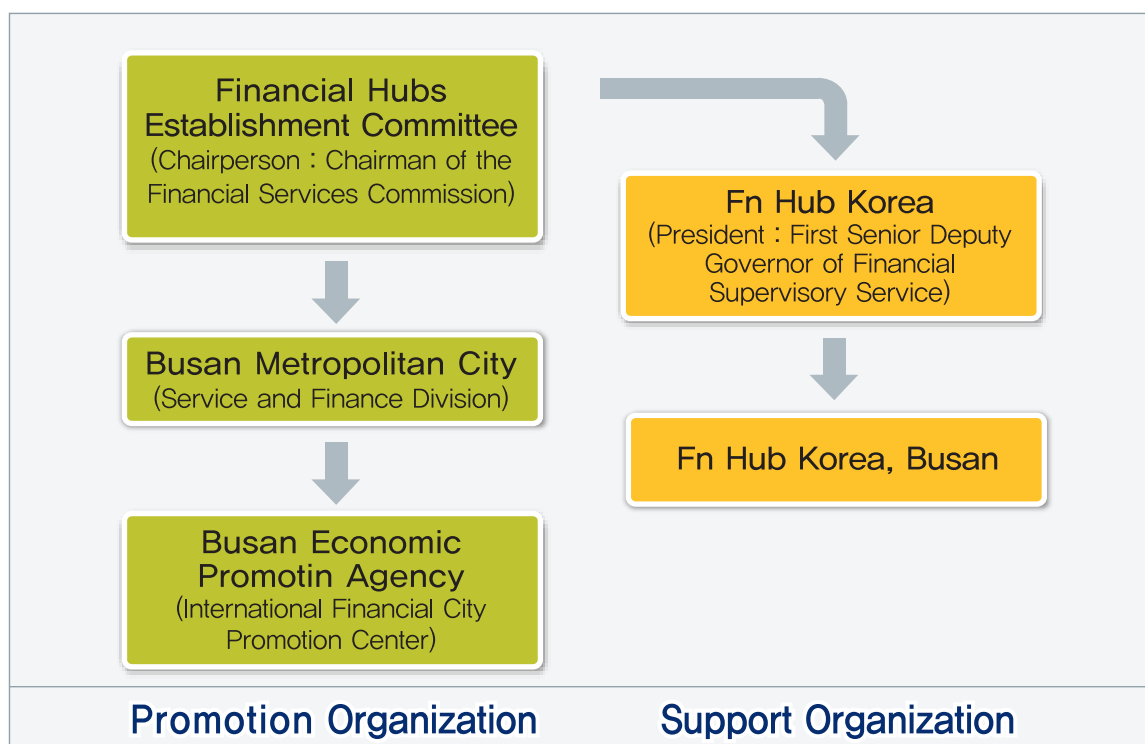 Financial Hubs
Establishment Committee
(Chairperson : Chairman of the
Financial Services Commission)
Busan Metropolitan City
(Service and Finance Division)
Busan Economic
Promotin Agency
(International Financial City
Promotion Center)
Promotion Organization
Fn Hub Korea
(President : First Senior Deputy
Governor of Financial
Supervisory Service)
Fn Hub Korea, Busan
Support Organization